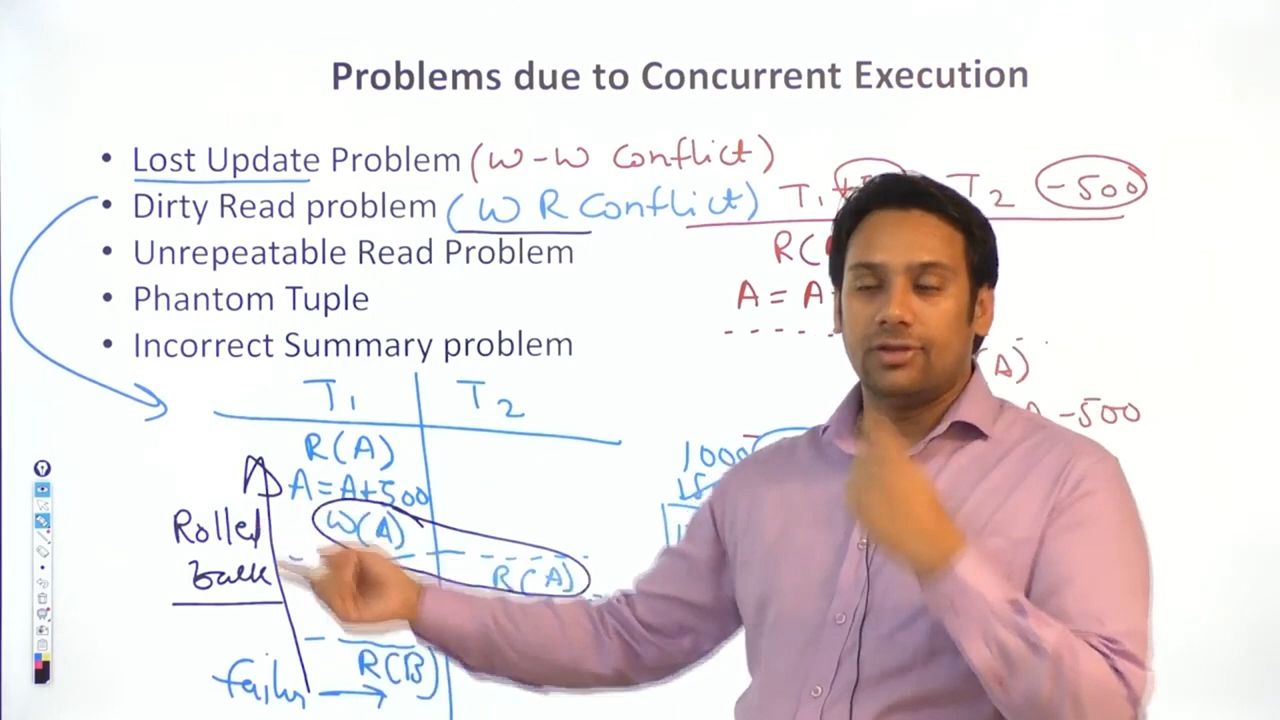 Problems due to Concurrent Execution
• Lost Update Problem (W-W Conflict)
• Dirty Read problem (W R Conflict)
• Unrepeatable Read Problem
• Phantom Tuple
• Incorrect Summary problem
T1 T2 -500
R(
A = A
(A)
-500
1000
T1 T2
R(A)
A=A+500
W(A)
R(A)
Rolled
back
R(B)